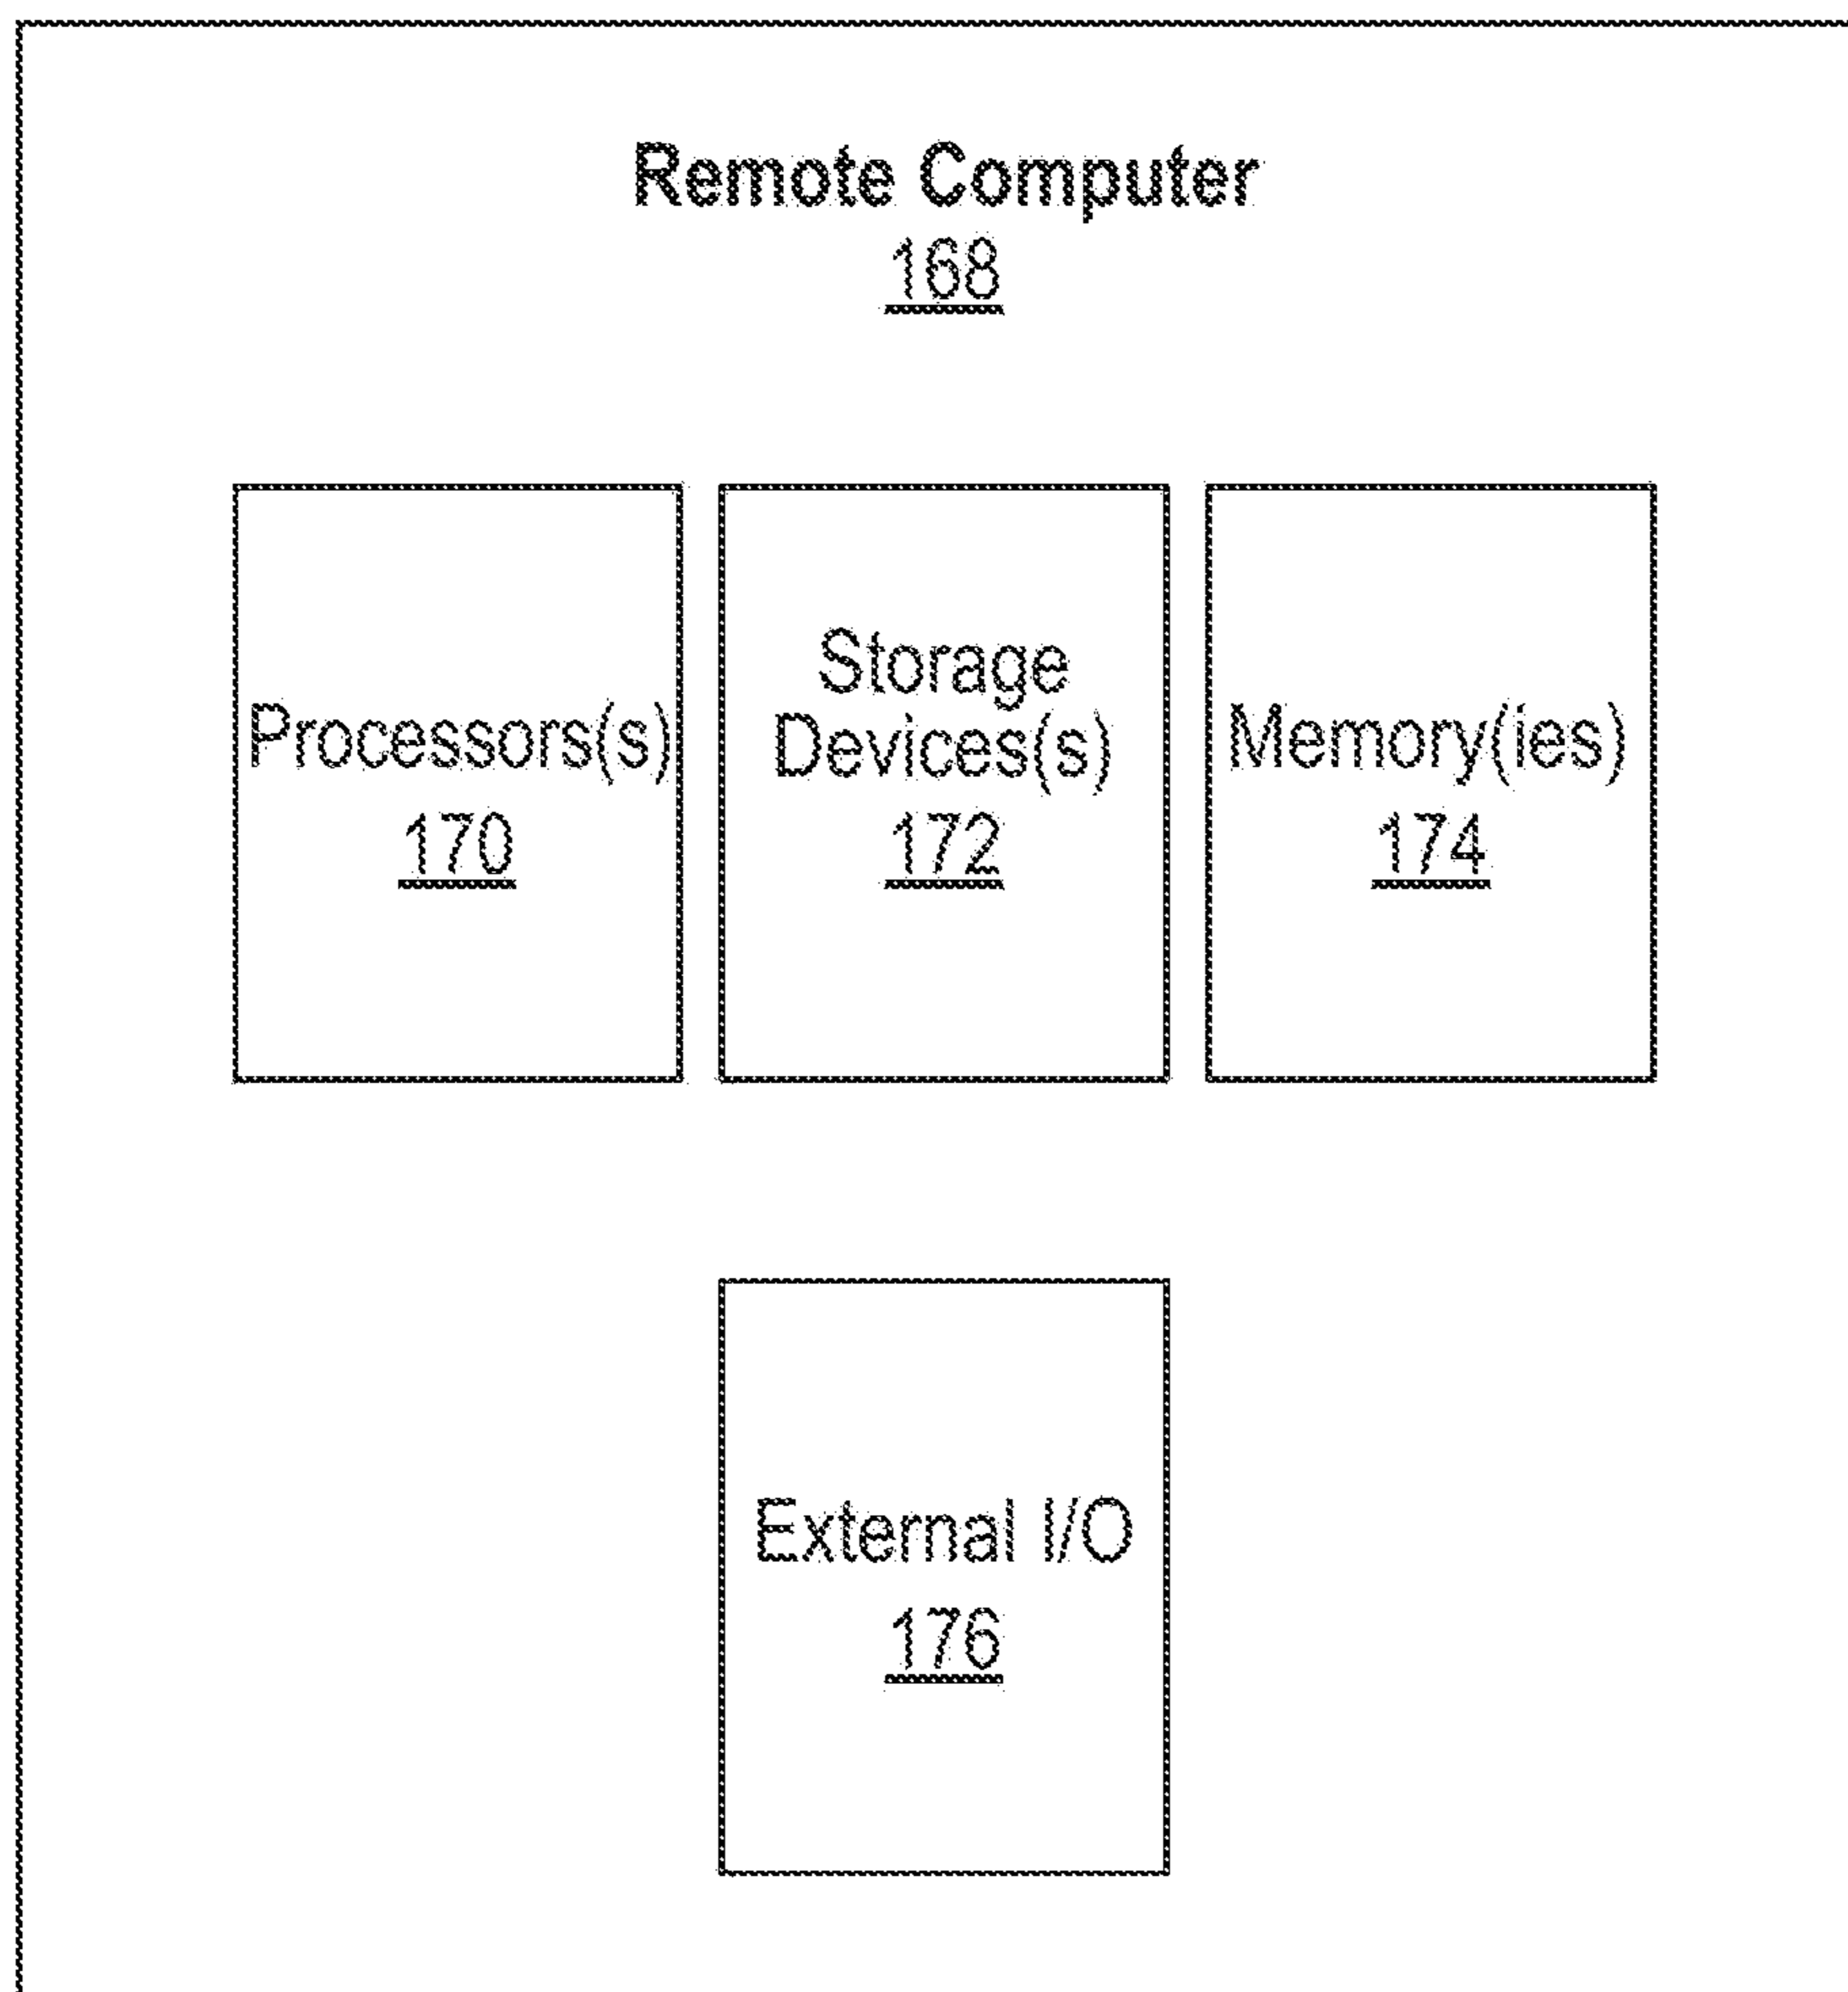 Remote Computer
168
Processors(s)
170
Storage
Devices(s)
172
Memory(ies)
174
External I/O
176